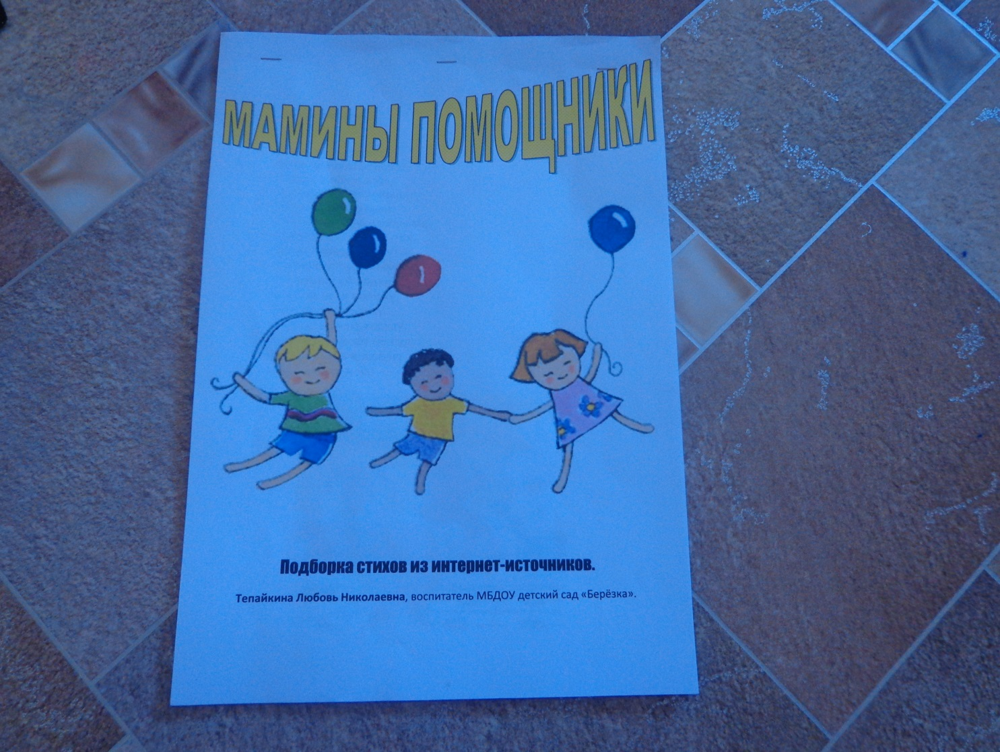 МАМИНЫ ПОМОЩНИКИ
Подборка стихов из интернет-источников.
Тепайкина Любовь Николаевна, воспитатель МБДОУ детский сад «Берёзка».